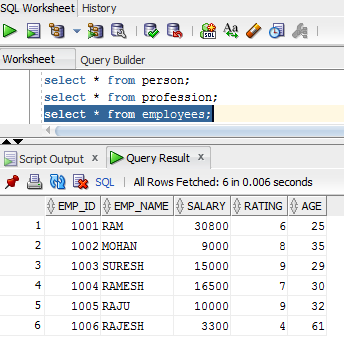 SQL Worksheet History
Worksheet Query Builder
select * from person;
select * from profession;
select * from employees;
Script Output x Query Result x
SQL | All Rows Fetched: 6 in 0.006 seconds
EMP_ID EMP_NAME SALARY RATING AGE
1 1001 RAM 30800 6 25
2 1002 MOHAN 9000 8 35
3 1003 SURESH 15000 9 29
4 1004 RAMESH 16500 7 30
5 1005 RAJU 10000 9 32
6 1006 RAJESH 3300 4 61